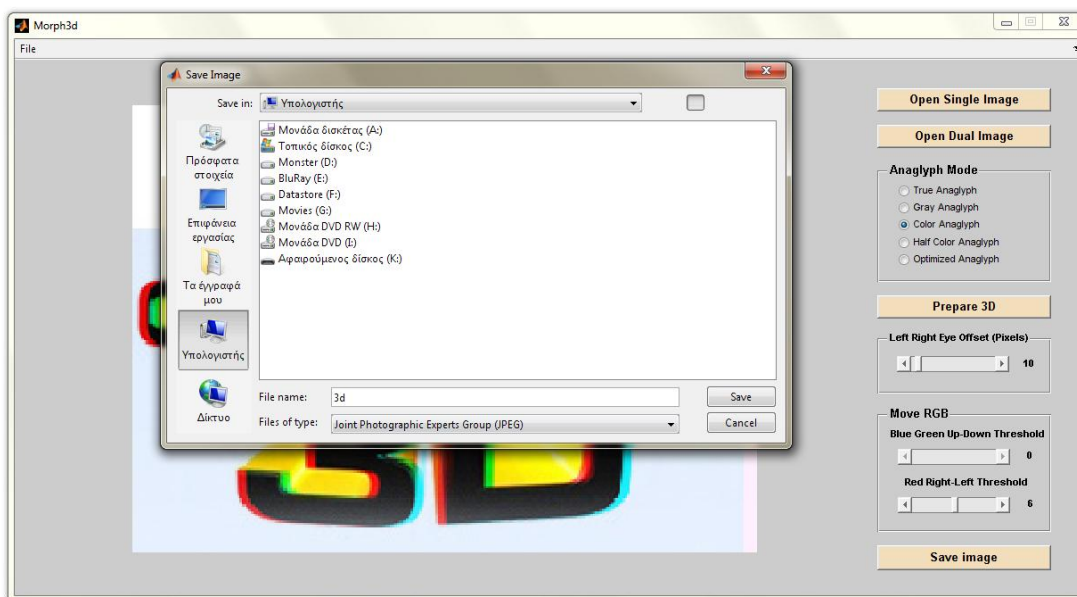 Morph3d
File
Save Image
Save in:
Υπολογιστής
Πρόσφατα
στοιχεία
Επιφάνεια
εργασίας
Τα έγγραφά
μου
Υπολογιστής
Δίκτυο
Μονάδα δισκέτας (A:)
Τοπικός δίσκος (C:)
Monster (D:)
BluRay (E:)
Datastore (F:)
Movies (G:)
Μονάδα DVD RW (H:)
Μονάδα DVD (I:)
Αφαιρούμενος δίσκος (K:)
File name:
3d
Save
Files of type:
Joint Photographic Experts Group (JPEG)
Cancel
3D
Open Single Image
Open Dual Image
Anaglyph Mode
True Anaglyph
Gray Anaglyph
Color Anaglyph
Half Color Anaglyph
Optimized Anaglyph
Prepare 3D
Left Right Eye Offset (Pixels)
10
Move RGB
Blue Green Up-Down Threshold
0
Red Right-Left Threshold
6
Save image